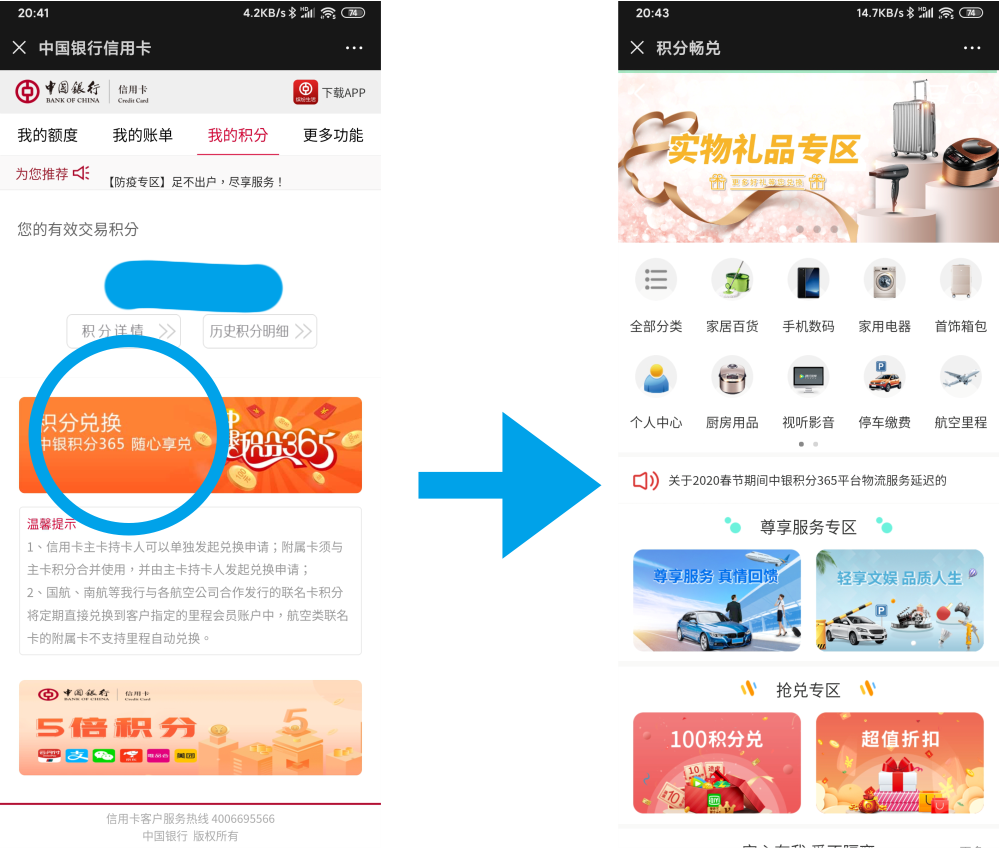 20:41
4.2KB/s
HD
74
中国银行信用卡
中國銀行
BANK OF CHINA
信用卡
Credit Card
缤纷生活
下载APP
我的额度
我的账单
我的积分
更多功能
为您推荐
【防疫专区】足不出户，尽享服务！
您的有效交易积分
积分详情
历史积分明细
积分兑换
中银积分365 随心享兑
积分365
温馨提示
1、信用卡主卡持卡人可以单独发起兑换申请；附属卡须与
主卡积分合并使用，并由主卡持卡人发起兑换申请；
2、国航、南航等我行与各航空公司合作发行的联名卡积分
将定期直接兑换到客户指定的里程会员账户中，航空类联名
卡的附属卡不支持里程自动兑换。
中國銀行
BANK OF CHINA
信用卡
Credit Card
5倍积分
5
支
美团
信用卡客户服务热线 4006695566
中国银行 版权所有
20:43
14.7KB/s
HD
74
积分畅兑
实物礼品专区
全部分类
家居百货
手机数码
家用电器
首饰箱包
P
个人中心
厨房用品
视听影音
停车缴费
航空里程
关于2020春节期间中银积分365平台物流服务延迟的
尊享服务专区
尊享服务 真情回馈
轻享文娱 品质人生
P
抢兑专区
100积分兑
10
10
超值折扣